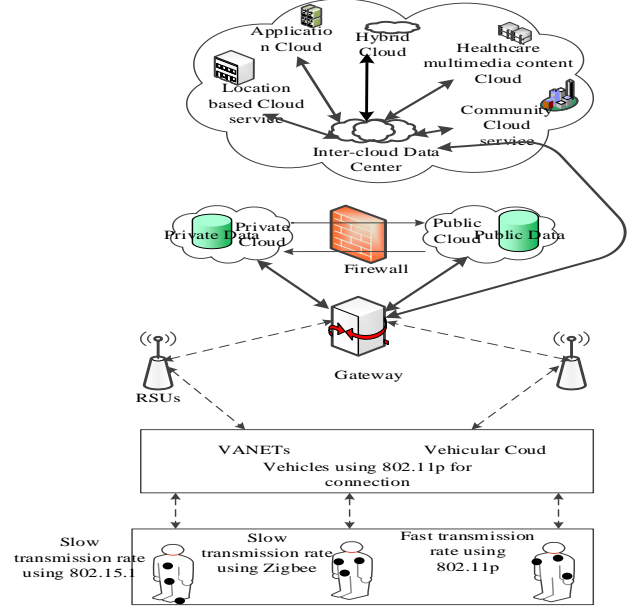 Applicatio
n Cloud
Hybrid
Cloud
Healthcare
multimedia content
Cloud
Location
based Cloud
service
Community
Cloud
service
Inter-cloud Data
Center
Private
Cloud
Private Data
Public
Cloud
Public Data
Firewall
Gateway
RSUs
VANETs
Vehicular Coud
Vehicles using 802.11p for
connection
Slow
transmission rate
using 802.15.1
Slow
transmission rate
using Zigbee
Fast transmission
rate using
802.11p